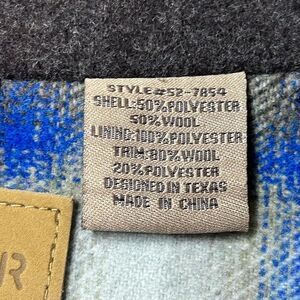 STYLE#52-7854
SHELL:50%POLYESTER
50%WOOL
LINING:100%POLYESTER
TRIM:80%WOOL
20%POLYESTER
DESIGNED IN TEXAS
MADE IN CHINA
R